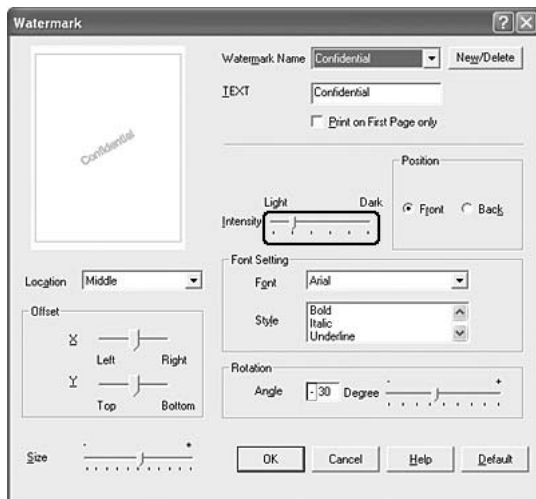 Watermark
Confidential
Watermark Name Confidential New/Delete
TEXT Confidential
Print on First Page only
Position
Front Back
Light Dark
Intensity
Location Middle
Offset
X
Left Right
Y
Top Bottom
Size - +
Font Setting
Font Arial
Style Bold
Italic
Underline
Rotation
Angle - 30 Degree - +
OK Cancel Help Default